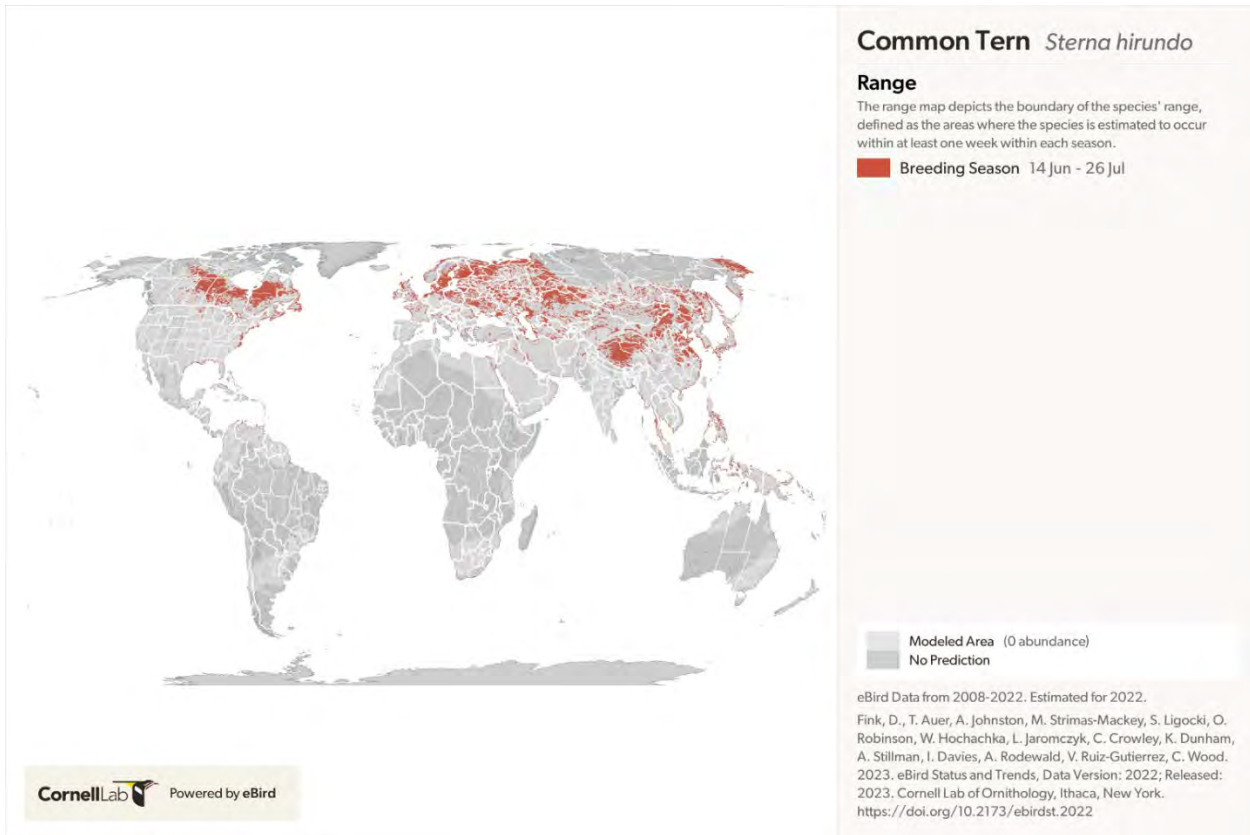 Common Tern Sterna hirundo
Range
The range map depicts the boundary of the species' range,
defined as the areas where the species is estimated to occur
within at least one week within each season.
Breeding Season 14 Jun - 26 Jul
Modeled Area (0 abundance)
No Prediction
eBird Data from 2008-2022. Estimated for 2022.
Fink, D., T. Auer, A. Johnston, M. Strimas-Mackey, S. Ligocki, O.
Robinson, W. Hochachka, L. Jaromczyk, C. Crowley, K. Dunham,
A. Stillman, I. Davies, A. Rodewald, V. Ruiz-Gutierrez, C. Wood.
2023. eBird Status and Trends, Data Version: 2022; Released:
2023. Cornell Lab of Ornithology, Ithaca, New York.
https://doi.org/10.2173/ebirdst.2022
CornellLab Powered by eBird